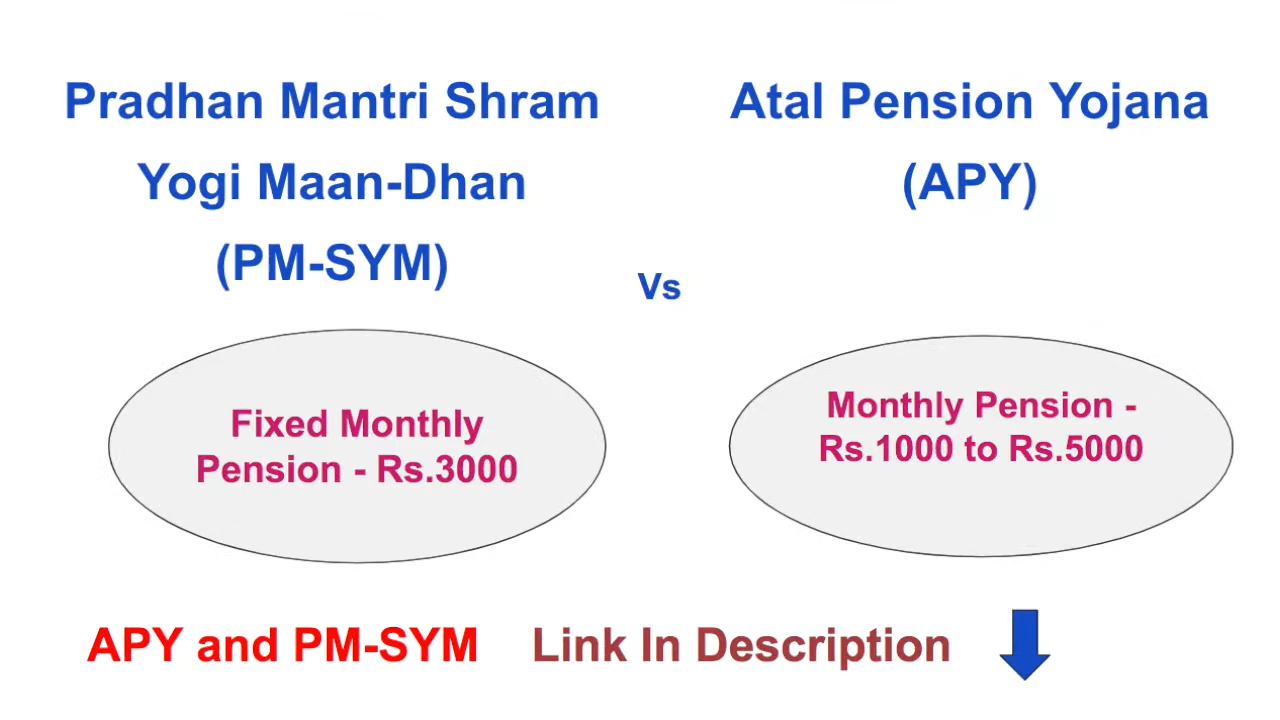 Pradhan Mantri Shram
Yogi Maan-Dhan
(PM-SYM)
Vs
Atal Pension Yojana
(APY)
Fixed Monthly
Pension - Rs.3000
Monthly Pension -
Rs.1000 to Rs.5000
APY and PM-SYM Link In Description